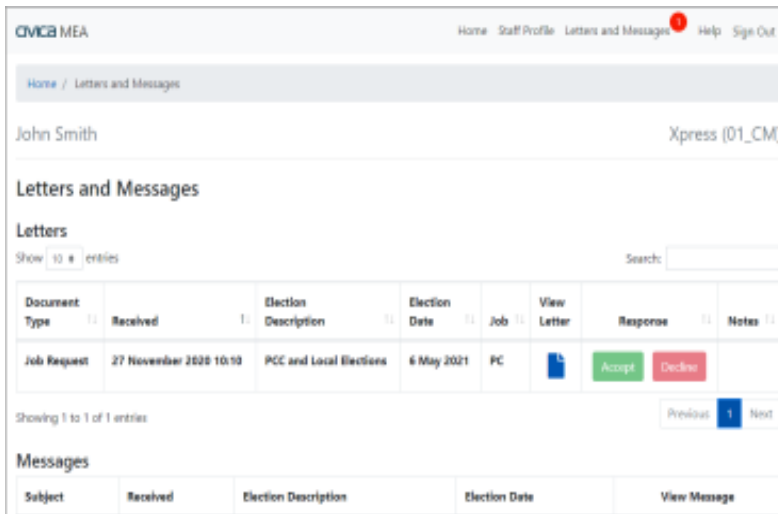 CIVICA MEA
Home Staff Profile Letters and Messages 1 Help Sign Out
Home / Letters and Messages
John Smith
Xpress (01_CM)
Letters and Messages
Letters
Show 10 entries
Search:
Document Type Received Election Description Election Date Job View Letter Response Notes
Job Request 27 November 2020 10:10 PCC and Local Elections 6 May 2021 PC Accept Decline
Showing 1 to 1 of 1 entries
Previous 1 Next
Messages
Subject Received Election Description Election Date View Message